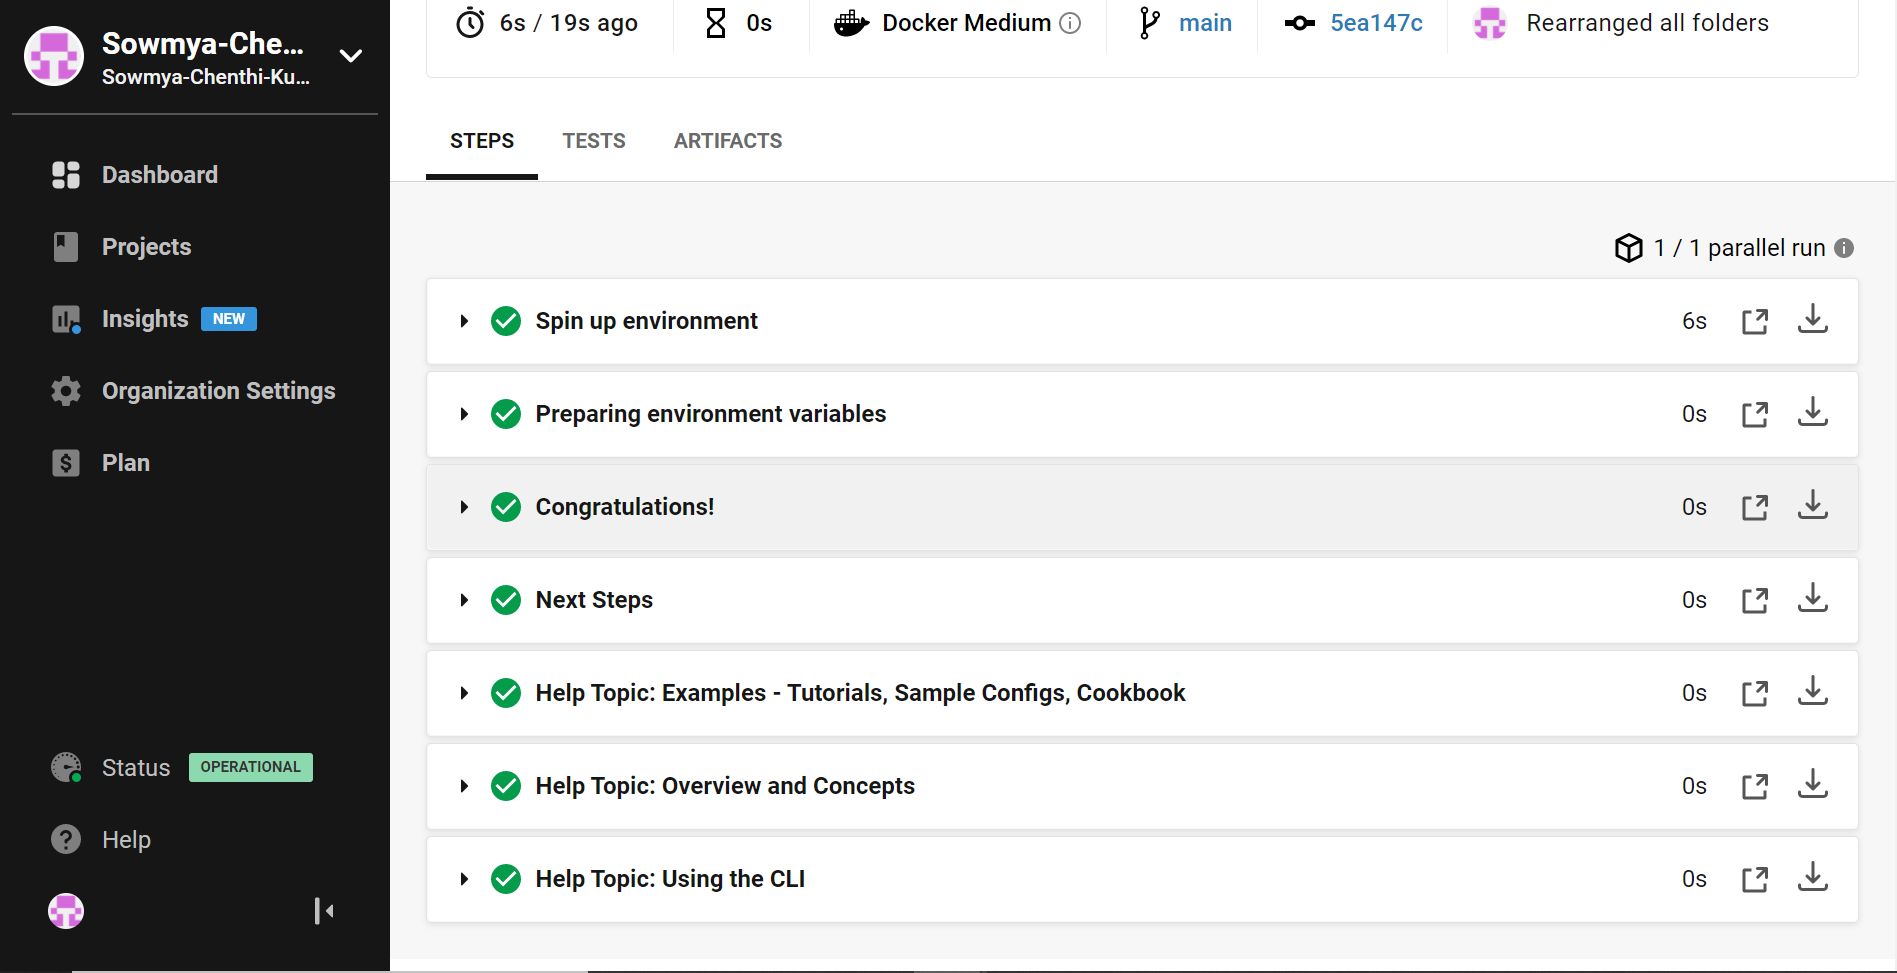 Sowmya-Che...
Sowmya-Chenthi-Ku...
Dashboard
Projects
Insights NEW
Organization Settings
Plan
Status OPERATIONAL
Help
6s / 19s ago
0s
Docker Medium
main
5ea147c
Rearranged all folders
STEPS
TESTS
ARTIFACTS
1 / 1 parallel run
Spin up environment 6s
Preparing environment variables 0s
Congratulations! 0s
Next Steps 0s
Help Topic: Examples - Tutorials, Sample Configs, Cookbook 0s
Help Topic: Overview and Concepts 0s
Help Topic: Using the CLI 0s